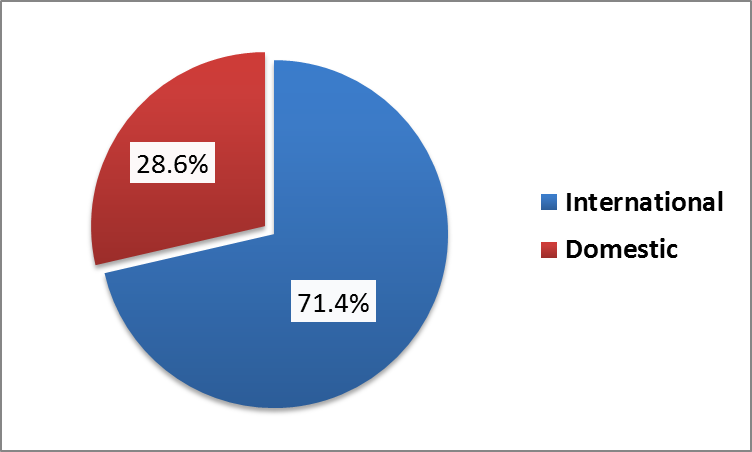 28.6%
71.4%
International
Domestic